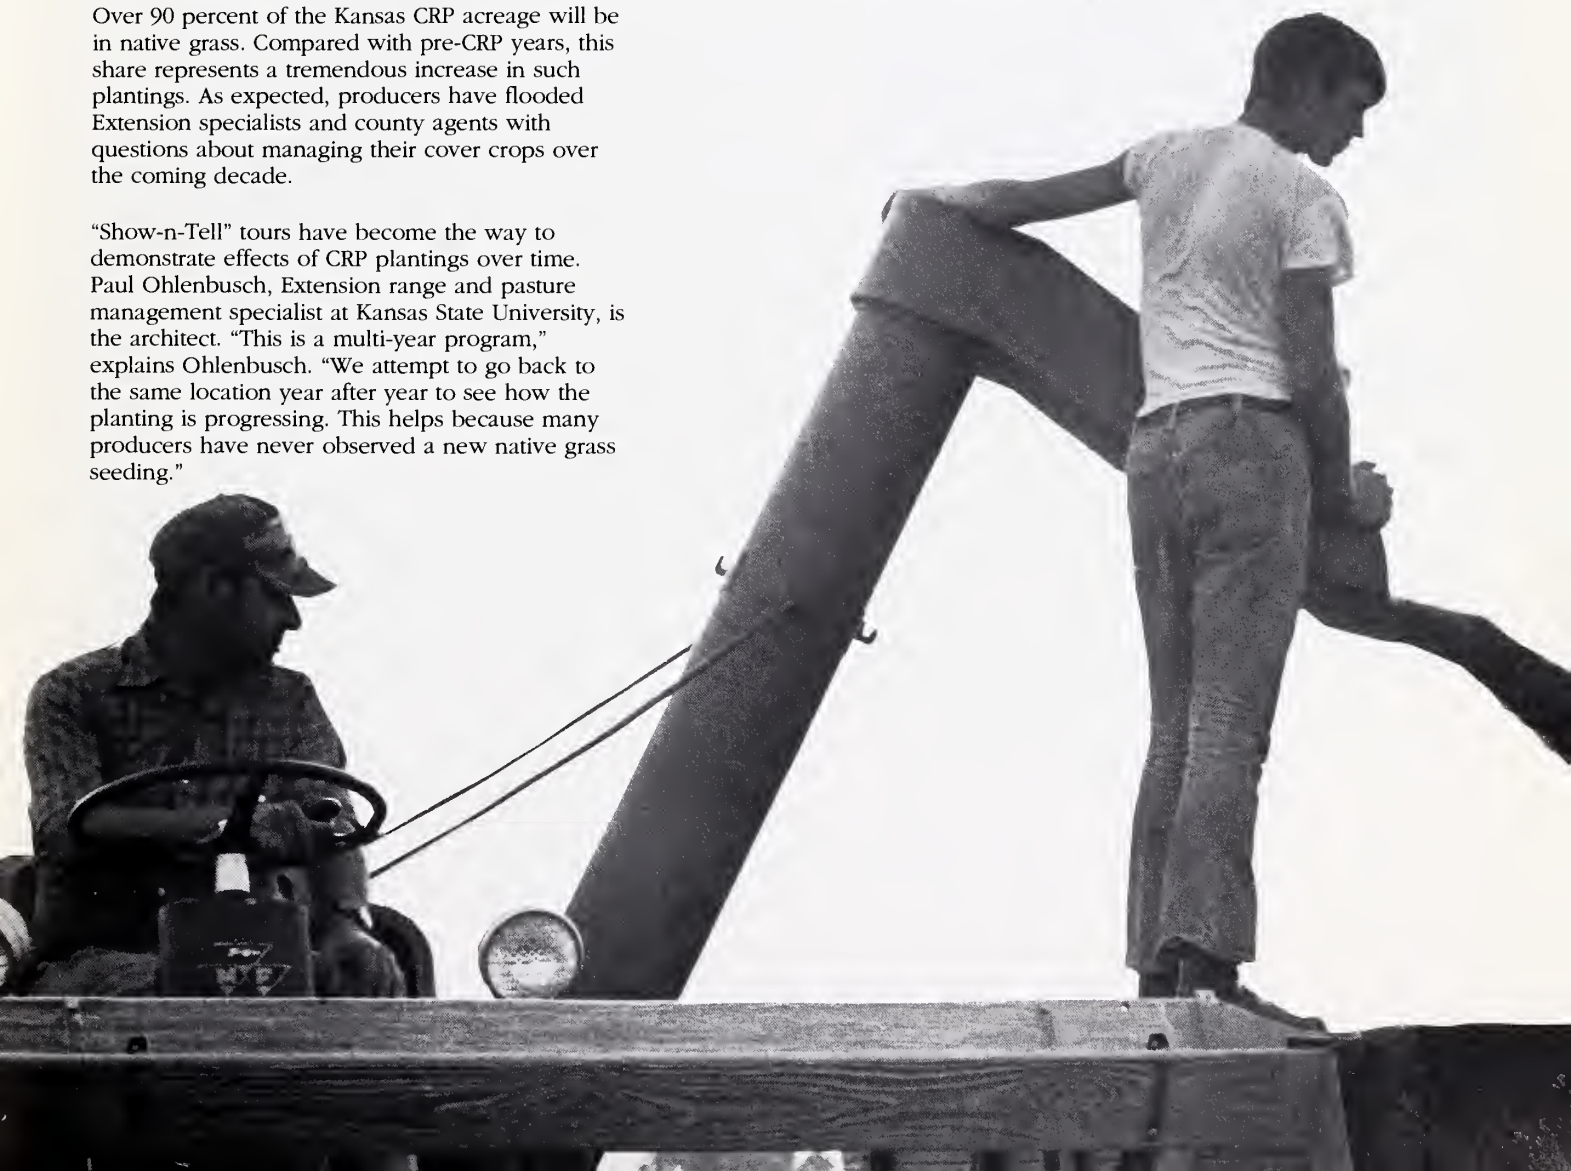 Over 90 percent of the Kansas CRP acreage will be
in native grass. Compared with pre-CRP years, this
share represents a tremendous increase in such
plantings. As expected, producers have flooded
Extension specialists and county agents with
questions about managing their cover crops over
the coming decade.
“Show-n-Tell” tours have become the way to
demonstrate effects of CRP plantings over time.
Paul Ohlenbusch, Extension range and pasture
management specialist at Kansas State University, is
the architect. “This is a multi-year program,”
explains Ohlenbusch. “We attempt to go back to
the same location year after year to see how the
planting is progressing. This helps because many
producers have never observed a new native grass
seeding.”